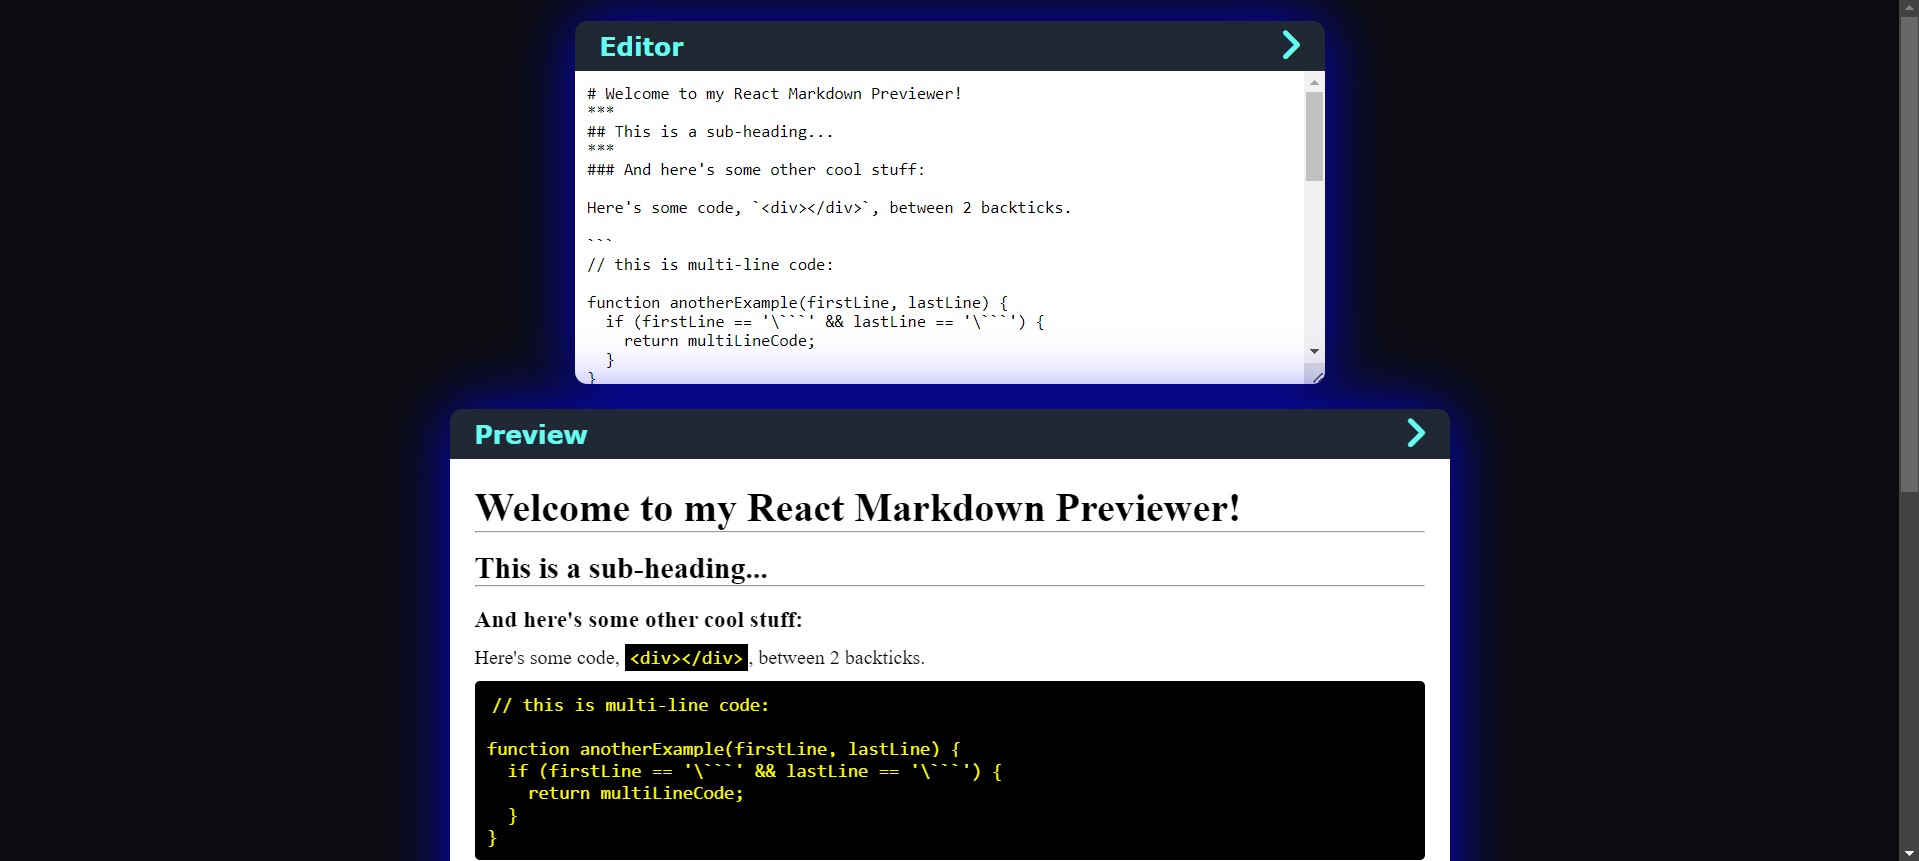 Editor
# Welcome to my React Markdown Previewer!
***
## This is a sub-heading...
***
### And here's some other cool stuff:
Here's some code, `<div></div>`, between 2 backticks.
```
// this is multi-line code:
function anotherExample(firstLine, lastLine) {
  if (firstLine == '\```' && lastLine == '\```') {
    return multiLineCode;
  }
}
Preview
Welcome to my React Markdown Previewer!
This is a sub-heading...
And here's some other cool stuff:
Here's some code, <div></div>, between 2 backticks.
// this is multi-line code:
function anotherExample(firstLine, lastLine) {
  if (firstLine == '\```' && lastLine == '\```') {
    return multiLineCode;
  }
}